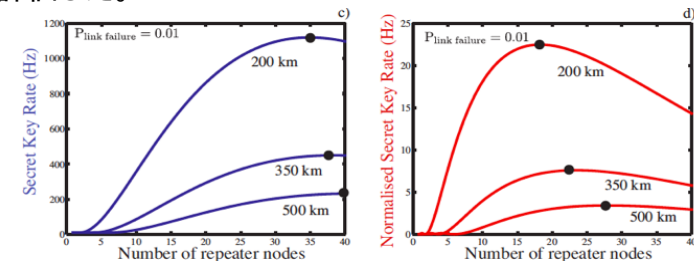 c)
P link failure = 0.01
Secret Key Rate (Hz)
1200
1000
800
600
400
200
0
200 km
350 km
500 km
0 5 10 15 20 25 30 35 40
Number of repeater nodes
d)
P link failure = 0.01
Normalised Secret Key Rate (Hz)
25
20
15
10
5
0
200 km
350 km
500 km
0 5 10 15 20 25 30 35 40
Number of repeater nodes